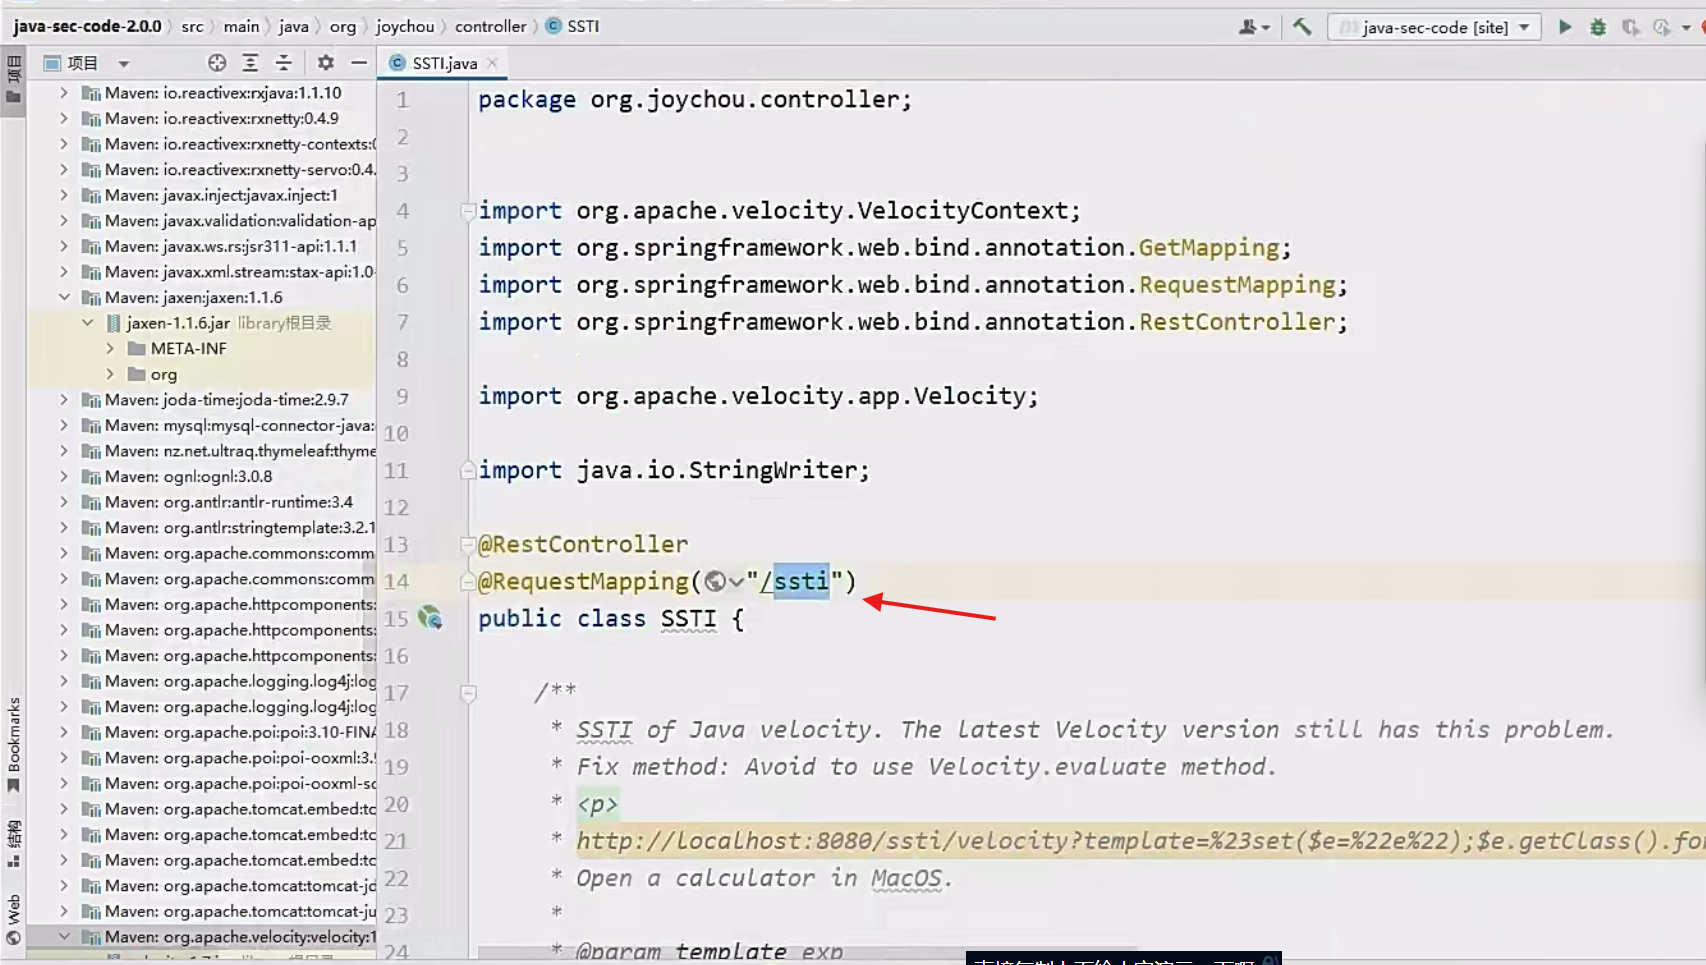 java-sec-code-2.0.0 src main java org joychou controller SSTI
java-sec-code [site]
项目
SSTI.java
项目
Bookmarks
结构
Web
Maven: io.reactivex:rxjava:1.1.10
Maven: io.reactivex:rxnetty:0.4.9
Maven: io.reactivex:rxnetty-contexts:
Maven: io.reactivex:rxnetty-servo:0.4.
Maven: javax.inject:javax.inject:1
Maven: javax.validation:validation-ap
Maven: javax.ws.rs:jsr311-api:1.1.1
Maven: javax.xml.stream:stax-api:1.0-
Maven: jaxen:jaxen:1.1.6
jaxen-1.1.6.jar library根目录
META-INF
org
Maven: joda-time:joda-time:2.9.7
Maven: mysql:mysql-connector-java:
Maven: nz.net.ultraq.thymeleaf:thyme
Maven: ognl:ognl:3.0.8
Maven: org.antlr:antlr-runtime:3.4
Maven: org.antlr:stringtemplate:3.2.1
Maven: org.apache.commons:comm
Maven: org.apache.commons:comm
Maven: org.apache.httpcomponents:
Maven: org.apache.httpcomponents:
Maven: org.apache.httpcomponents:
Maven: org.apache.logging.log4j:log
Maven: org.apache.logging.log4j:log
Maven: org.apache.poi:poi:3.10-FINA
Maven: org.apache.poi:poi-ooxml:3.
Maven: org.apache.poi:poi-ooxml-sc
Maven: org.apache.tomcat.embed:to
Maven: org.apache.tomcat.embed:to
Maven: org.apache.tomcat.embed:to
Maven: org.apache.tomcat:tomcat-jd
Maven: org.apache.tomcat:tomcat-ju
Maven: org.apache.velocity:velocity:1
1 package org.joychou.controller;
2
3
4 import org.apache.velocity.VelocityContext;
5 import org.springframework.web.bind.annotation.GetMapping;
6 import org.springframework.web.bind.annotation.RequestMapping;
7 import org.springframework.web.bind.annotation.RestController;
8
9 import org.apache.velocity.app.Velocity;
10
11 import java.io.StringWriter;
12
13 @RestController
14 @RequestMapping("/ssti")
15 public class SSTI {
16
17 /**
18 * SSTI of Java velocity. The latest Velocity version still has this problem.
19 * Fix method: Avoid to use Velocity.evaluate method.
20 * <p>
21 * http://localhost:8080/ssti/velocity?template=%23set($e=%22e%22);$e.getClass().for
22 * Open a calculator in MacOS.
23 *
24 * @param template exp